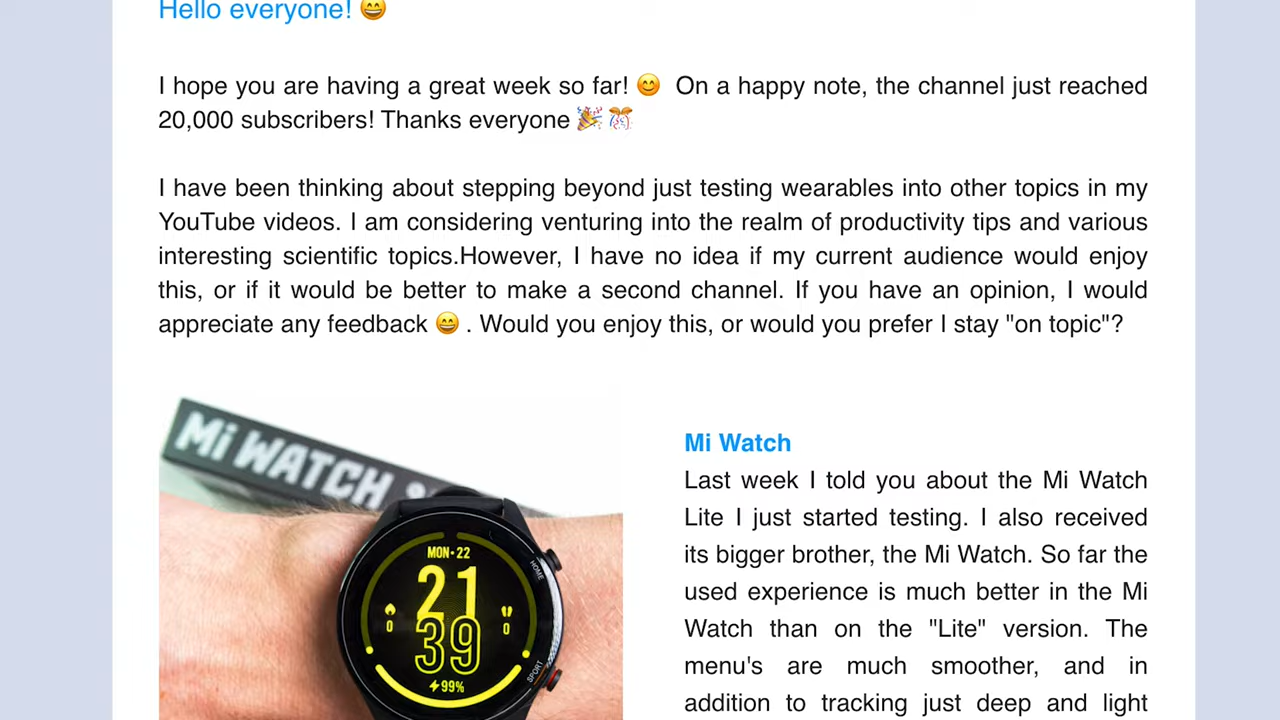 Hello everyone! 😄
I hope you are having a great week so far! 😊 On a happy note, the channel just reached
20,000 subscribers! Thanks everyone 🎉🎊
I have been thinking about stepping beyond just testing wearables into other topics in my
YouTube videos. I am considering venturing into the realm of productivity tips and various
interesting scientific topics.However, I have no idea if my current audience would enjoy
this, or if it would be better to make a second channel. If you have an opinion, I would
appreciate any feedback 😄 . Would you enjoy this, or would you prefer I stay "on topic"?
Mi WATCH
MON•22
21
39
0
0
99%
HOME
SPORT
Mi Watch
Last week I told you about the Mi Watch
Lite I just started testing. I also received
its bigger brother, the Mi Watch. So far the
used experience is much better in the Mi
Watch than on the "Lite" version. The
menu's are much smoother, and in
addition to tracking just deep and light